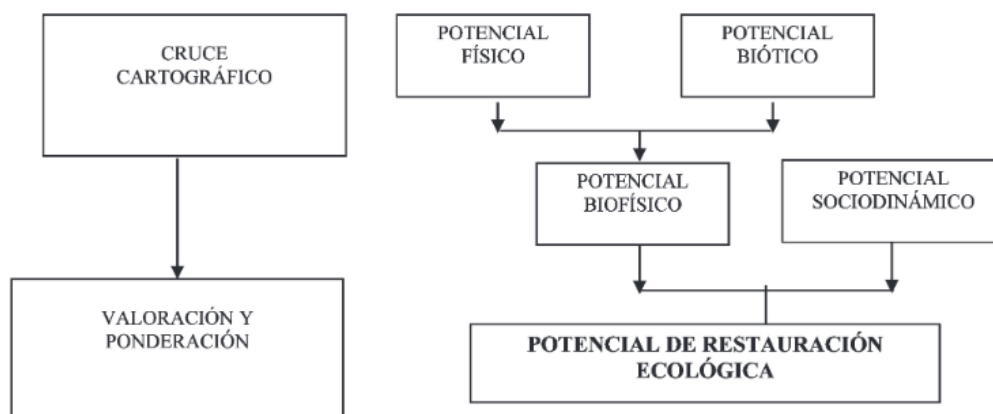 CRUCE
CARTOGRÁFICO
POTENCIAL
FÍSICO
POTENCIAL
BIÓTICO
POTENCIAL
BIOFÍSICO
POTENCIAL
SOCIODINÁMICO
VALORACIÓN Y
PONDERACIÓN
POTENCIAL DE RESTAURACIÓN
ECOLÓGICA